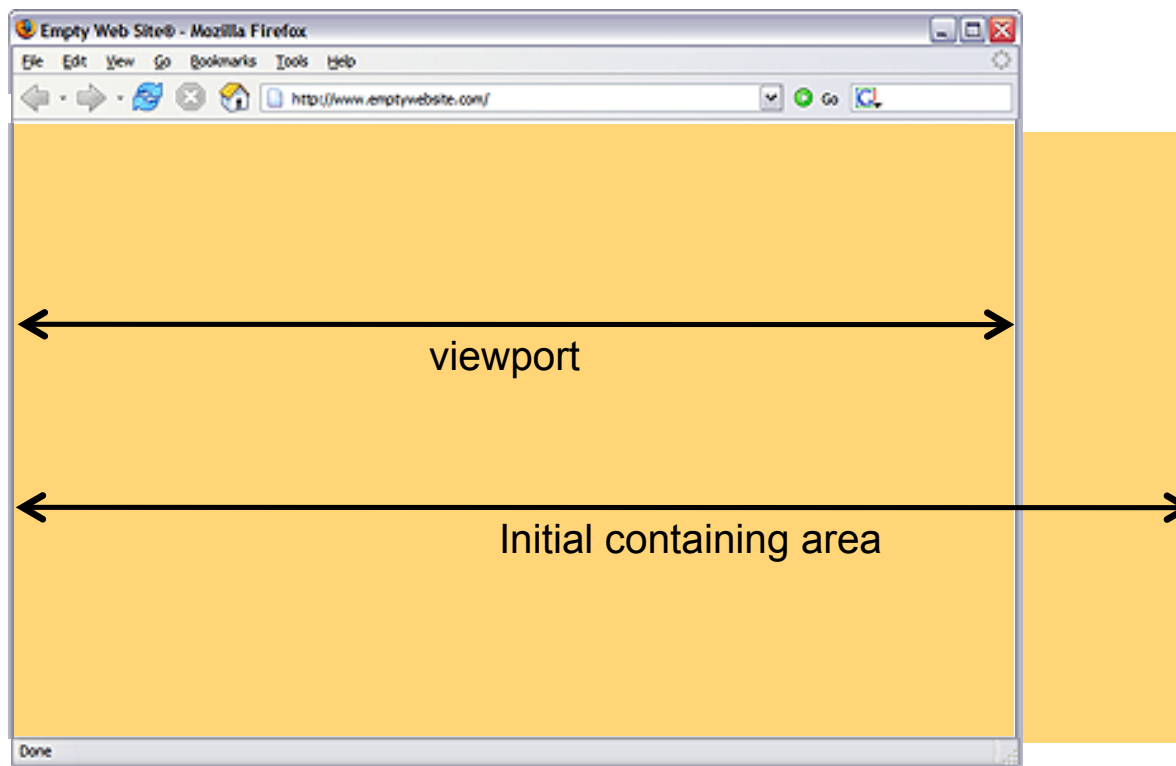 Empty Web Site® - Mozilla Firefox
File Edit View Go Bookmarks Tools Help
http://www.emptywebsite.com/ Go G
viewport
Initial containing area
Done